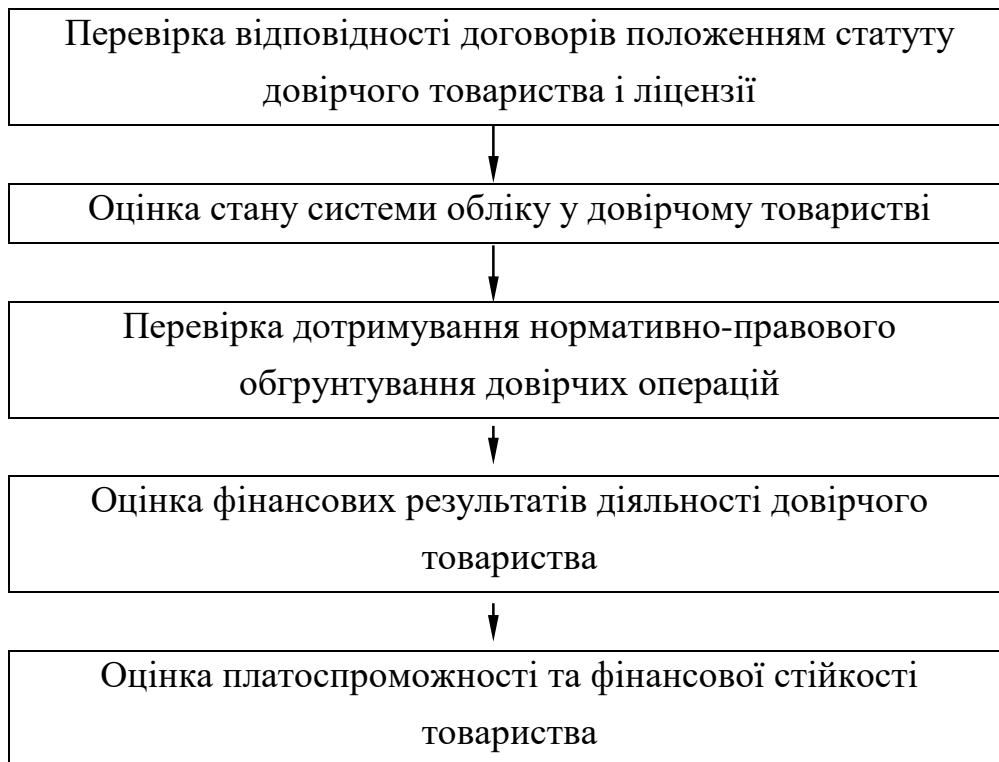 Перевірка відповідності договорів положенням статуту
довірчого товариства і ліцензії
Оцінка стану системи обліку у довірчому товаристві
Перевірка дотримування нормативно-правового
обгрунтування довірчих операцій
Оцінка фінансових результатів діяльності довірчого
товариства
Оцінка платоспроможності та фінансової стійкості
товариства